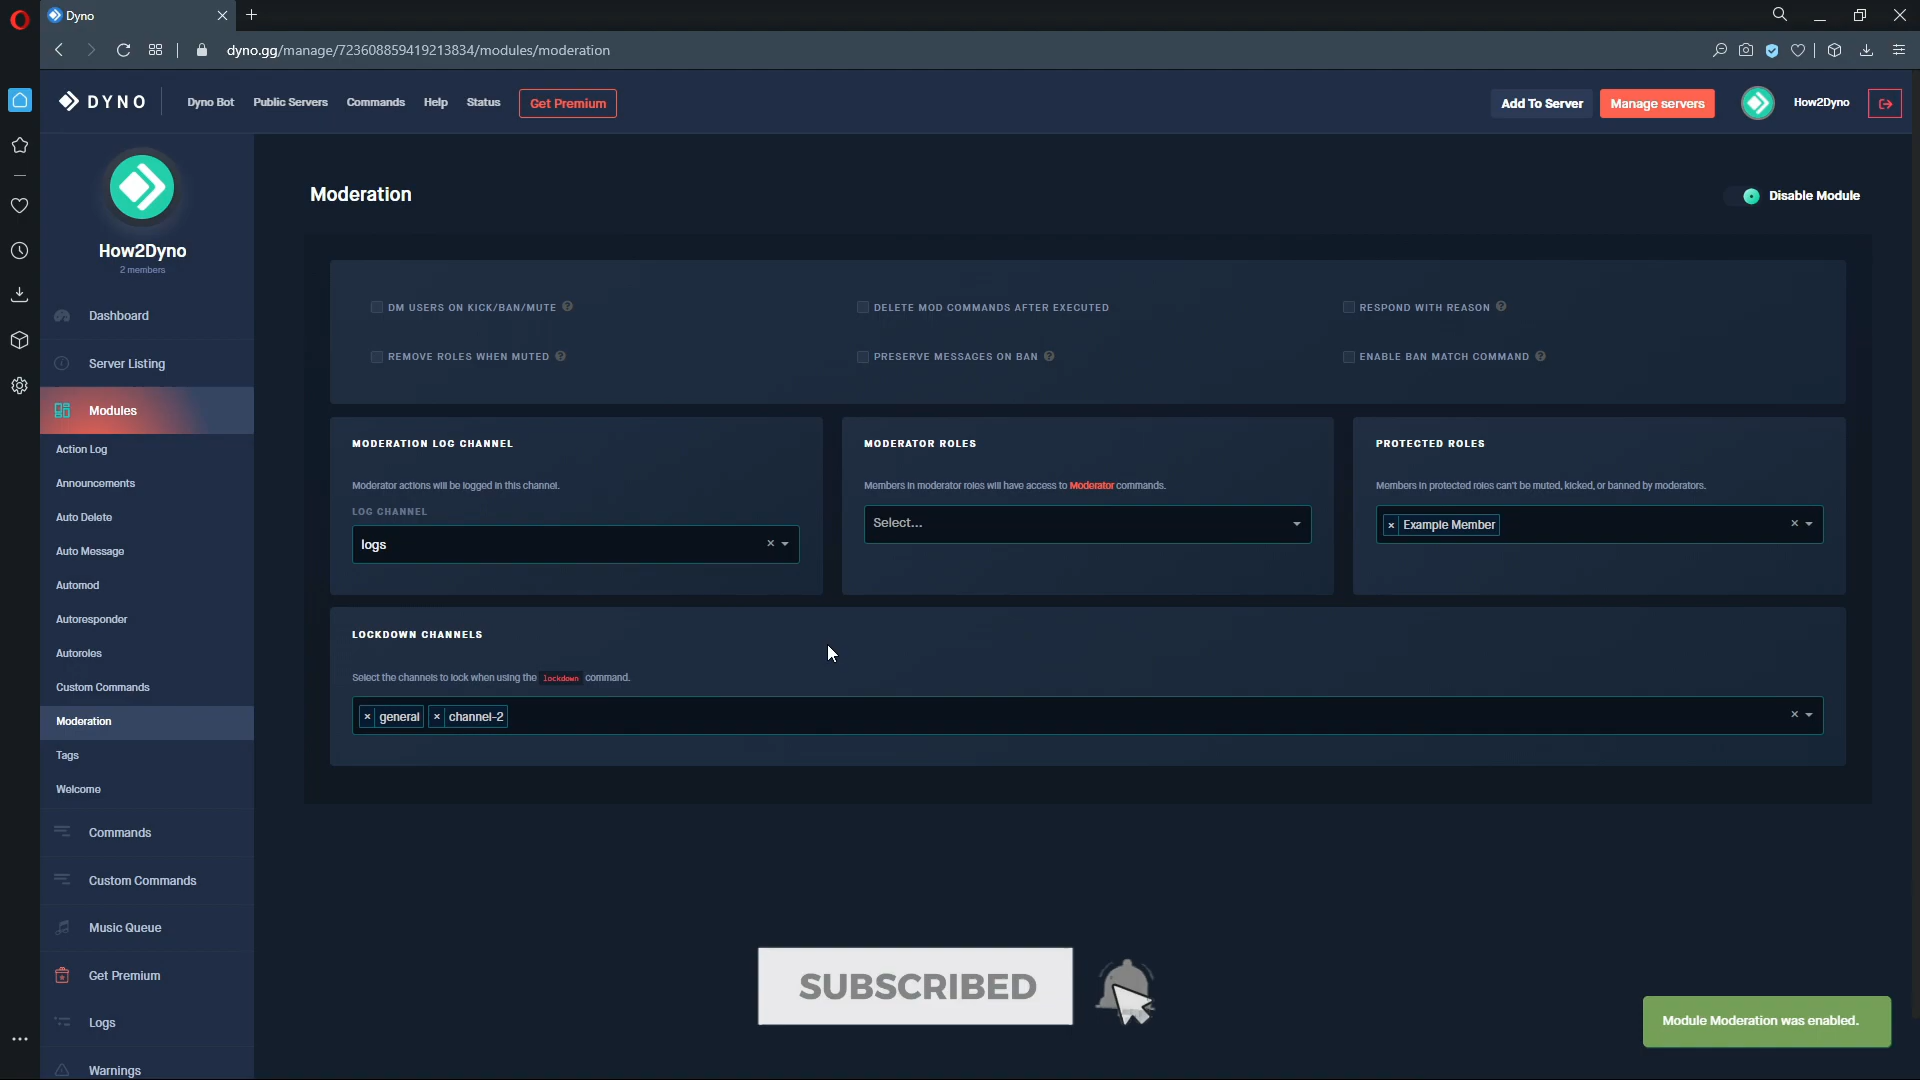 Dyno
dyno.gg/manage/723608859419213834/modules/moderation
DYNO
Dyno Bot
Public Servers
Commands
Help
Status
Get Premium
Add To Server
Manage servers
How2Dyno
How2Dyno
2 members
Dashboard
Server Listing
Modules
Action Log
Announcements
Auto Delete
Auto Message
Automod
Autoresponder
Autoroles
Custom Commands
Moderation
Tags
Welcome
Commands
Custom Commands
Music Queue
Get Premium
Logs
Warnings
Moderation
Disable Module
DM USERS ON KICK/BAN/MUTE ?
DELETE MOD COMMANDS AFTER EXECUTED
RESPOND WITH REASON ?
REMOVE ROLES WHEN MUTED ?
PRESERVE MESSAGES ON BAN ?
ENABLE BAN MATCH COMMAND ?
MODERATION LOG CHANNEL
Moderator actions will be logged in this channel.
LOG CHANNEL
logs
MODERATOR ROLES
Members in moderator roles will have access to Moderator commands.
Select...
PROTECTED ROLES
Members in protected roles can't be muted, kicked, or banned by moderators.
× Example Member
LOCKDOWN CHANNELS
Select the channels to lock when using the lockdown command.
× general × channel-2
SUBSCRIBED
Module Moderation was enabled.